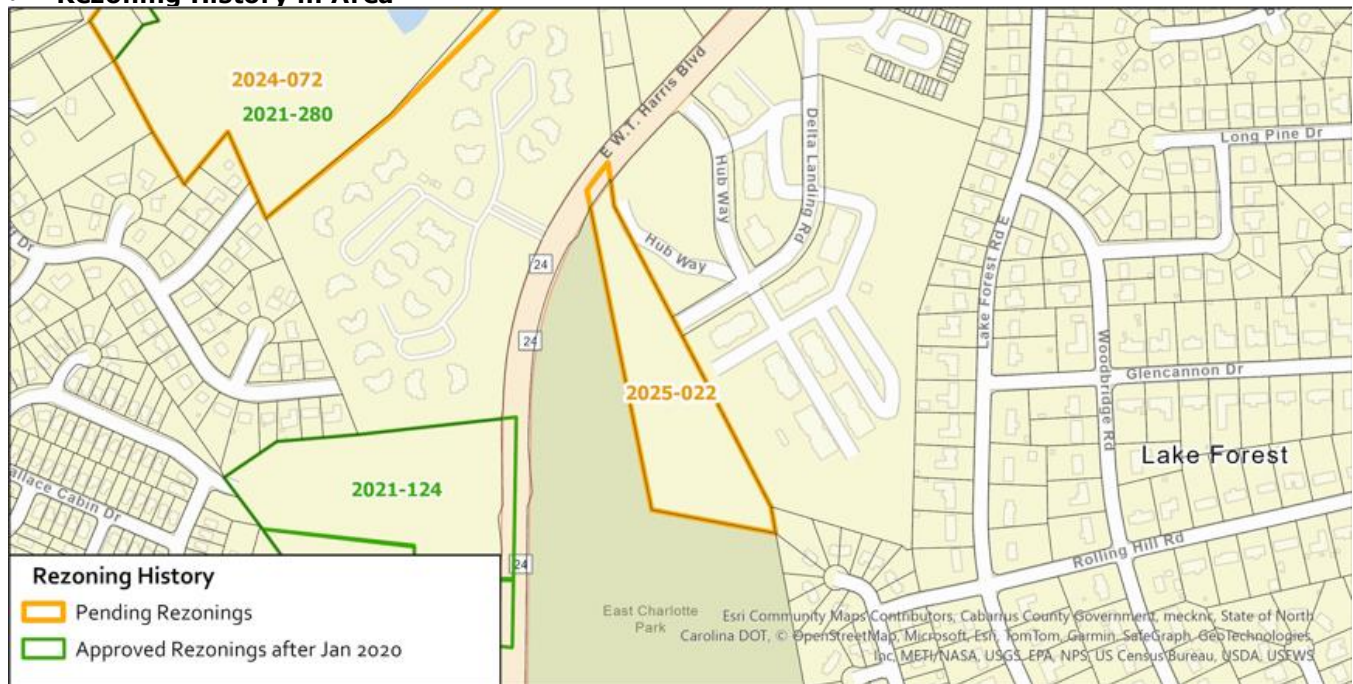 Rezoning History in Area
2024-072
2021-280
E W.T. Harris Blvd
Delta Landing Rd
Hub Way
Hub Way
24
24
24
Long Pine Dr
Lake Forest Rd E
Woodbridge Rd
Glencannon Dr
2025-022
Lake Forest
Rolling Hill Rd
2021-124
allace Cabin Dr
Dr
Rezoning History
Pending Rezonings
Approved Rezonings after Jan 2020
East Charlotte
Park
Esri Community Maps Contributors, Cabarrus County Government, mecknc, State of North
Carolina DOT, © OpenStreetMap, Microsoft, Esri, TomTom, Garmin, SafeGraph, GeoTechnologies,
Inc, METI/NASA, USGS, EPA, NPS, US Census Bureau, USDA, USFWS